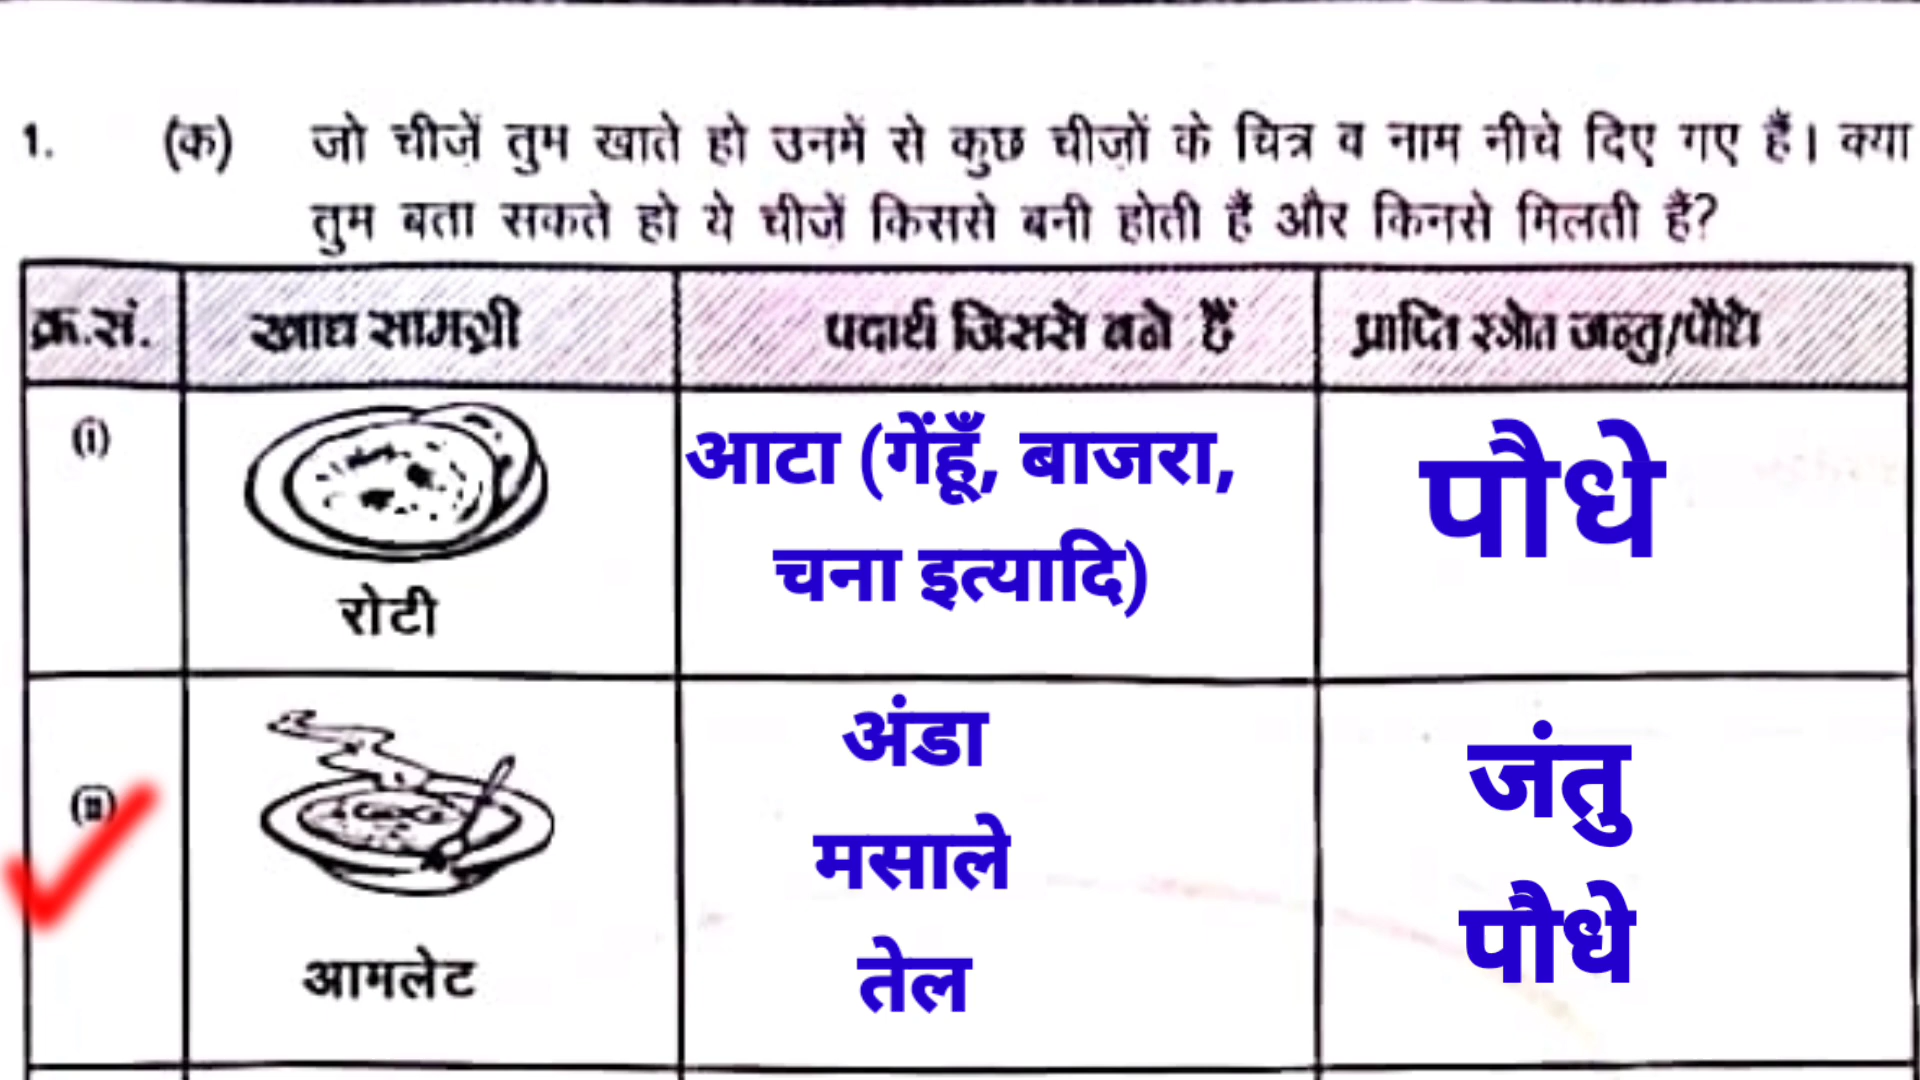 1. (क) जो चीज़ें तुम खाते हो उनमें से कुछ चीज़ों के चित्र व नाम नीचे दिए गए हैं। क्या
तुम बता सकते हो ये चीजें किससे बनी होती हैं और किनसे मिलती हैं?
क्र.सं. खाद्य सामग्री पदार्थ जिससे बने हैं प्राप्ति स्त्रोत जन्तु/पौधे
(i) आटा (गेंहूँ, बाजरा, पौधे
चना इत्यादि)
रोटी
अंडा जंतु
(ii) मसाले पौधे
आमलेट तेल